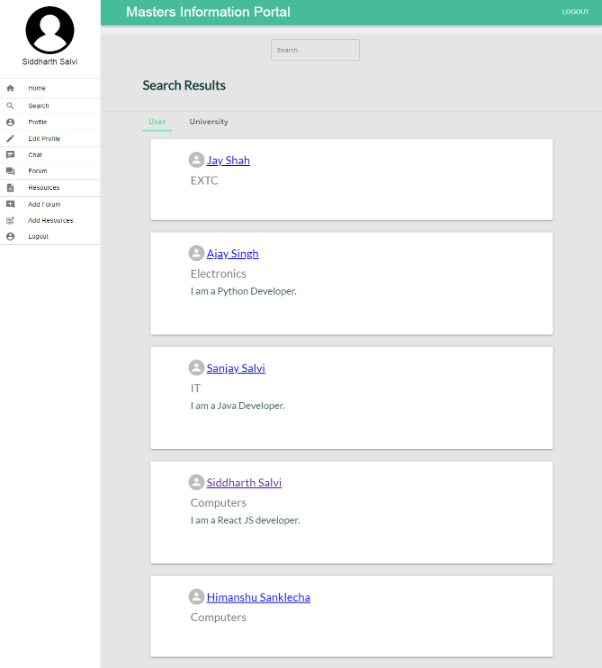 Siddharth Salvi
Home
Search
Profile
Edit Profile
Chat
Forum
Resources
Add Forum
Add Resources
Logout
Masters Information Portal
LOGOUT
Search
Search Results
User
University
Jay Shah
EXTC
Ajay Singh
Electronics
I am a Python Developer.
Sanjay Salvi
IT
I am a Java Developer.
Siddharth Salvi
Computers
I am a React JS developer.
Himanshu Sanklecha
Computers